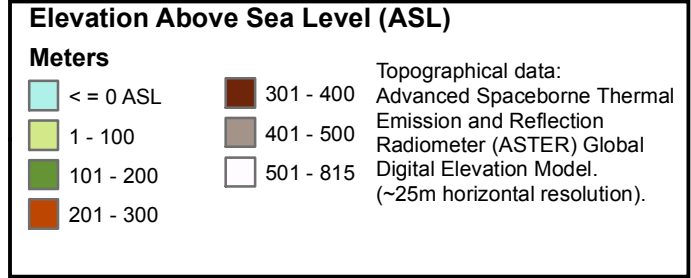 Elevation Above Sea Level (ASL)
Meters
< = 0 ASL
1 - 100
101 - 200
201 - 300
301 - 400
401 - 500
501 - 815
Topographical data:
Advanced Spaceborne Thermal
Emission and Reflection
Radiometer (ASTER) Global
Digital Elevation Model.
(~25m horizontal resolution).